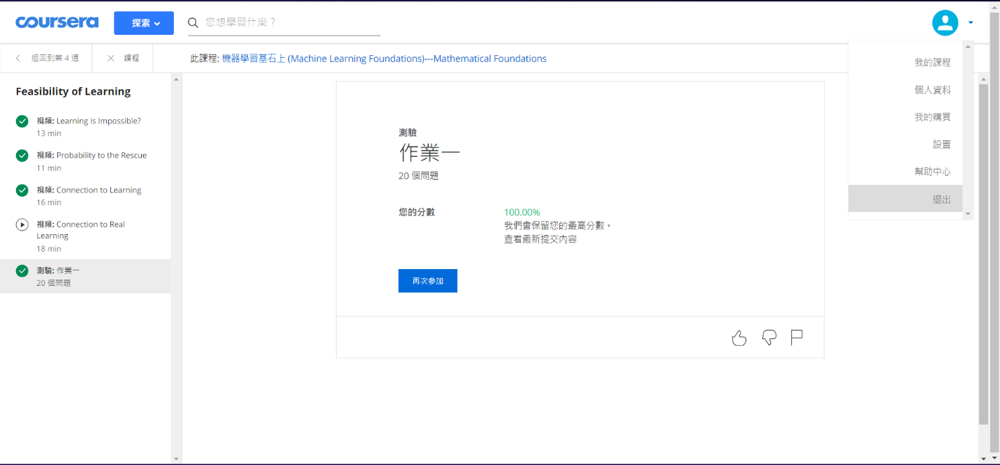 coursera
探索
您想學習什麼？
返回到第 4 週
課程
此課程: 機器學習基石上 (Machine Learning Foundations)---Mathematical Foundations
我的課程
個人資料
我的購買
設置
幫助中心
退出
Feasibility of Learning
視頻: Learning is Impossible?
13 min
視頻: Probability to the Rescue
11 min
視頻: Connection to Learning
16 min
視頻: Connection to Real
Learning
18 min
測驗: 作業一
20 個問題
測驗
作業一
20 個問題
您的分數
100.00%
我們會保留您的最高分數。
查看最新提交內容
再次參加